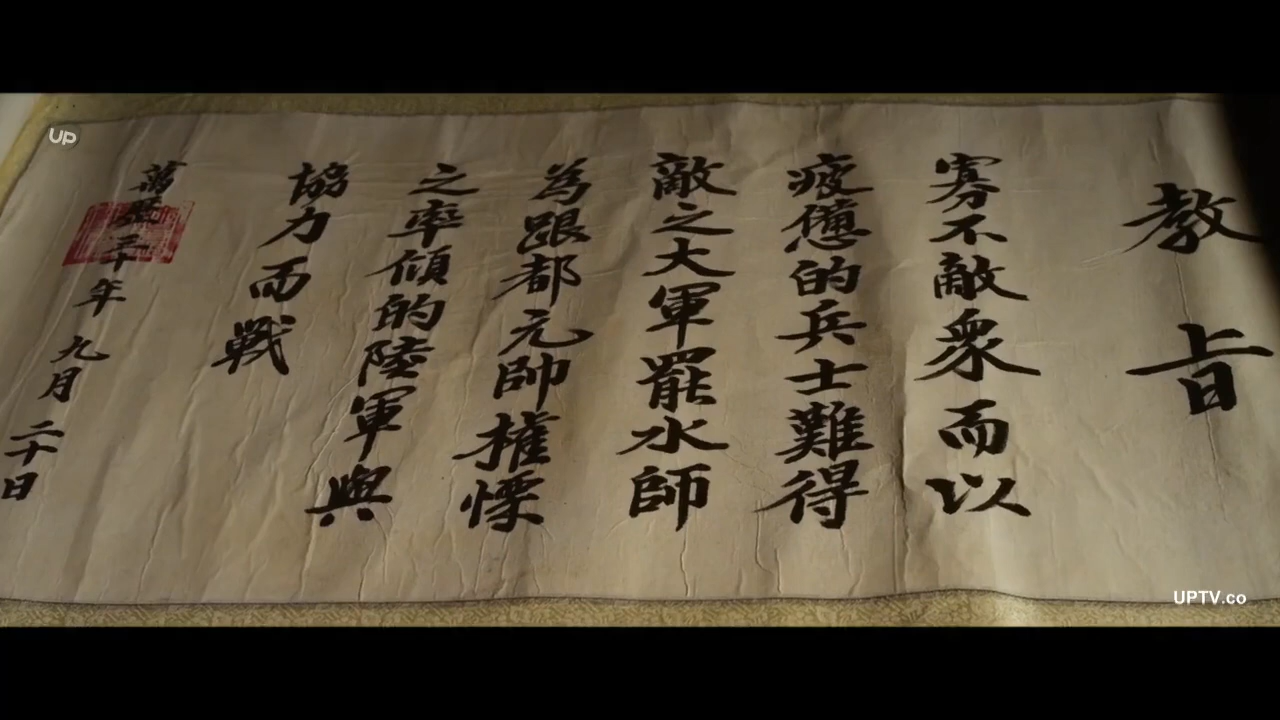 教旨
寡不敵衆而以
疲憊的兵士難得
敵之大軍罷水師
為跟都元帥權慄
之率傾的陸軍與
協力而戰
萬曆三十年九月二十日
UP
UPTV.co